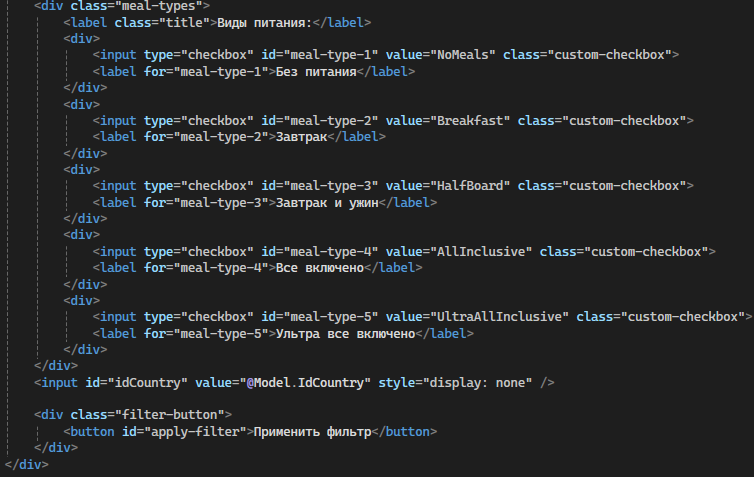 <div class="meal-types">
<label class="title">Виды питания:</label>
<div>
<input type="checkbox" id="meal-type-1" value="NoMeals" class="custom-checkbox">
<label for="meal-type-1">Без питания</label>
</div>
<div>
<input type="checkbox" id="meal-type-2" value="Breakfast" class="custom-checkbox">
<label for="meal-type-2">Завтрак</label>
</div>
<div>
<input type="checkbox" id="meal-type-3" value="HalfBoard" class="custom-checkbox">
<label for="meal-type-3">Завтрак и ужин</label>
</div>
<div>
<input type="checkbox" id="meal-type-4" value="AllInclusive" class="custom-checkbox">
<label for="meal-type-4">Все включено</label>
</div>
<div>
<input type="checkbox" id="meal-type-5" value="UltraAllInclusive" class="custom-checkbox">
<label for="meal-type-5">Ультра все включено</label>
</div>
</div>
<input id="idCountry" value="@Model.IdCountry" style="display: none" />
<div class="filter-button">
<button id="apply-filter">Применить фильтр</button>
</div>
</div>